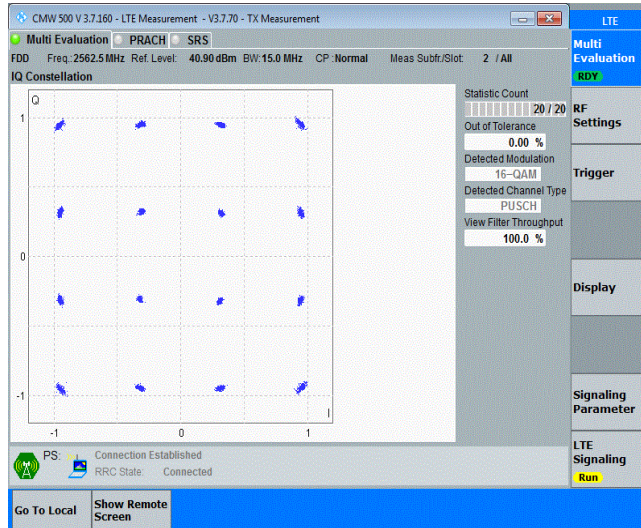 CMW 500 V 3.7.160 - LTE Measurement - V3.7.70 - TX Measurement
LTE
Multi Evaluation
PRACH
SRS
FDD Freq.:2562.5 MHz Ref. Level: 40.90 dBm BW:15.0 MHz CP :Normal Meas Subfr/Slot: 2 / All
IQ Constellation
Q
1
0
-1
-1
0
1
I
Statistic Count
20 / 20
Out of Tolerance
0.00 %
Detected Modulation
16-QAM
Detected Channel Type
PUSCH
View Filter Throughput
100.0 %
Multi
Evaluation
RDY
RF
Settings
Trigger
Display
Signaling
Parameter
LTE
Signaling
Run
PS: Connection Established
RRC State: Connected
Go To Local
Show Remote
Screen